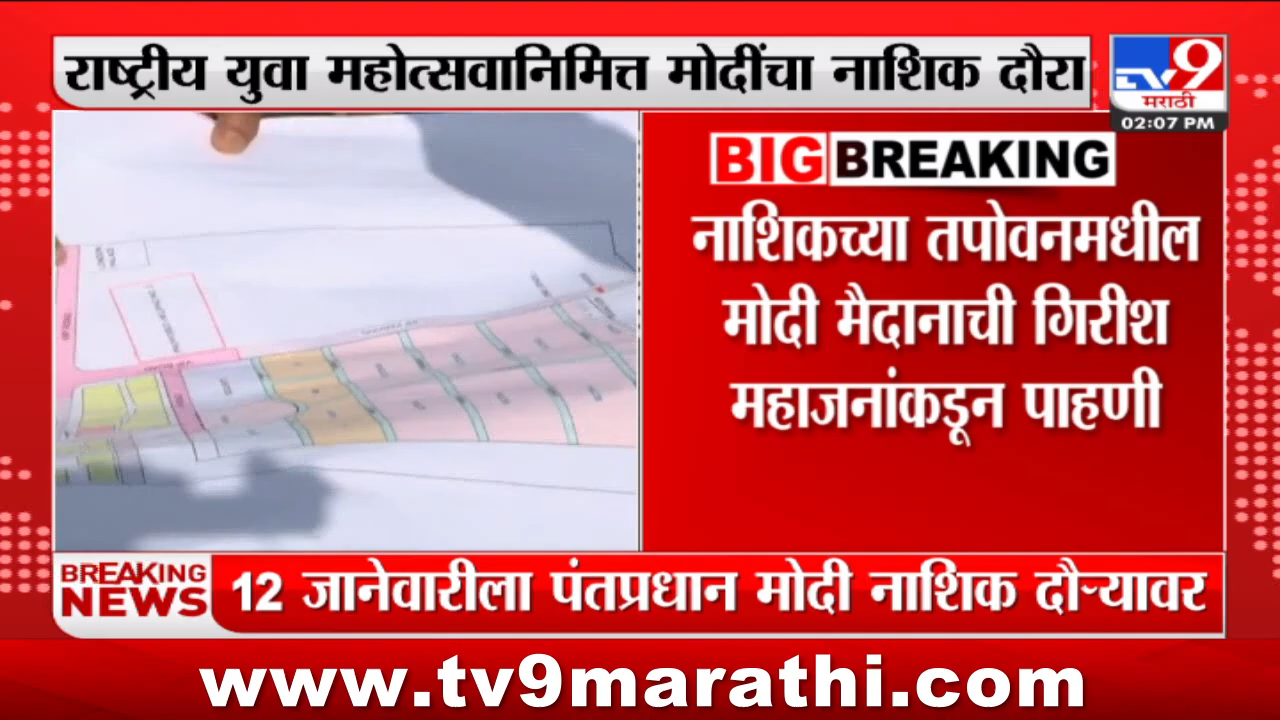 राष्ट्रीय युवा महोत्सवानिमित्त मोदींचा नाशिक दौरा
TV9
मराठी
02:07 PM
BIG BREAKING
नाशिकच्या तपोवनमधील
मोदी मैदानाची गिरीश
महाजनांकडून पाहणी
BREAKING
NEWS
12 जानेवारीला पंतप्रधान मोदी नाशिक दौऱ्यावर
www.tv9marathi.com